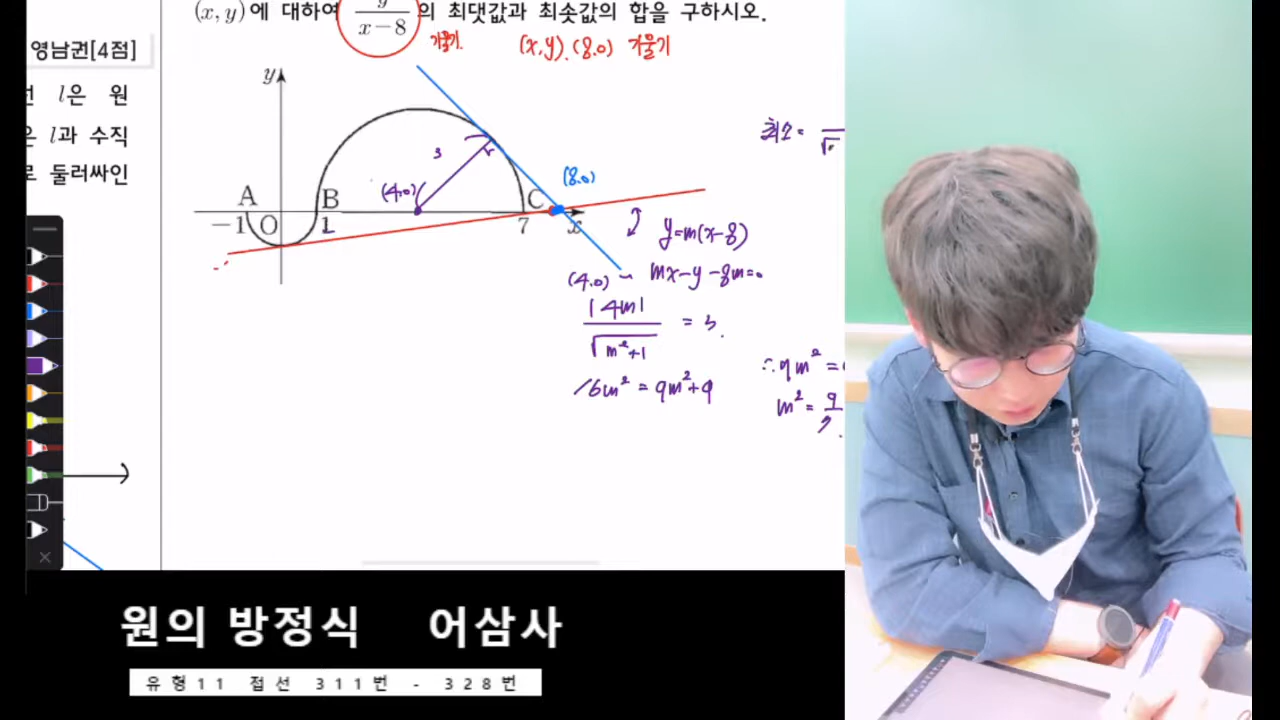 (x, y)에 대하여 y/(x-8)의 최댓값과 최솟값의 합을 구하시오.
기울기
(x,y), (8,0) 기울기
영남권[4점]
선 l은 원
은 l과 수직
로 둘러싸인
y
A
B
C
-1
O
1
7
x
3
(4,0)
(8,0)
최소 =
y=m(x-8)
(4,0) ~ mx-y-8m=0
|4m| / √m²+1 = 3
16m² = 9m²+9
∴ 9m² =
m² = 9/7
원의 방정식 어삼사
유형11 접선 311번 - 328번